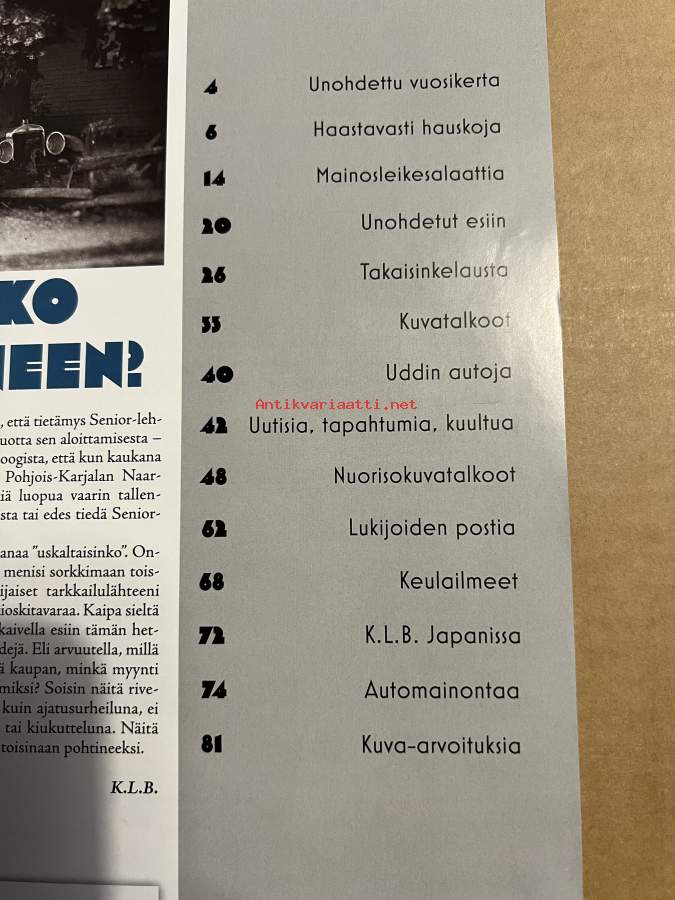 KO
NEEN?
, että tietämys Senior-leh-
uotta sen aloittamisesta –
oogista, että kun kaukana
Pohjois-Karjalan Naar-
iä luopua vaarin tallen-
sta tai edes tiedä Senior-
anaa ”uskaltaisinko”. On-
menisi sorkkimaan tois-
ijaiset tarkkailulähteeni
ioskitavaraa. Kaipa sieltä
kaivella esiin tämän het-
dejä. Eli arvuutella, millä
ä kaupan, minkä myynti
miksi? Soisin näitä rive-
kuin ajatusurheiluna, ei
tai kiukutteluna. Näitä
toisinaan pohtineeksi.
K.L.B.
4 Unohdettu vuosikerta
6 Haastavasti hauskoja
14 Mainosleikesalaattia
20 Unohdetut esiin
26 Takaisinkelausta
33 Kuvatalkoot
40 Uddin autoja
Antikvariaatti.net
42 Uutisia, tapahtumia, kuultua
48 Nuorisokuvatalkoot
62 Lukijoiden postia
68 Keulailmeet
72 K.L.B. Japanissa
74 Automainontaa
81 Kuva-arvoituksia